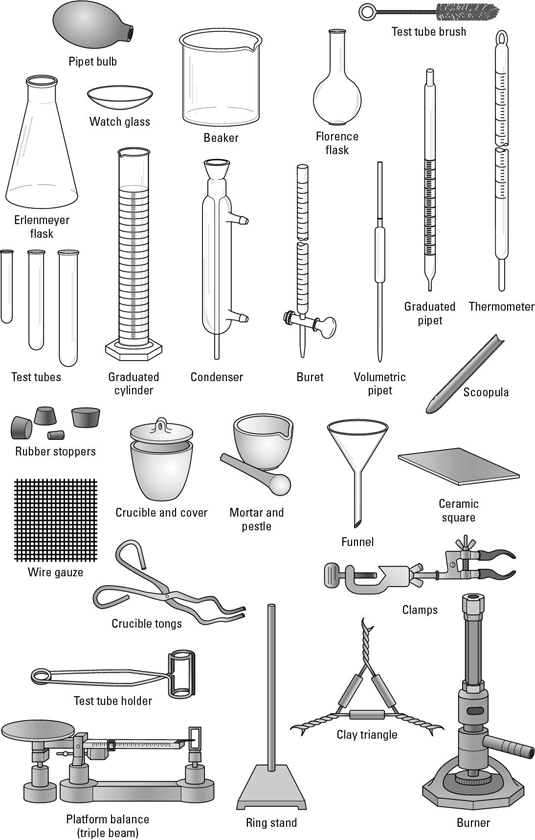 Test tube brush
Pipet bulb
Watch glass
Beaker
Florence
flask
Erlenmeyer
flask
Graduated
pipet
Thermometer
Test tubes
Graduated
cylinder
Condenser
Buret
Volumetric
pipet
Scoopula
Rubber stoppers
Crucible and cover
Mortar and
pestle
Funnel
Ceramic
square
Wire gauze
Crucible tongs
Clamps
Test tube holder
Clay triangle
Platform balance
(triple beam)
Ring stand
Burner